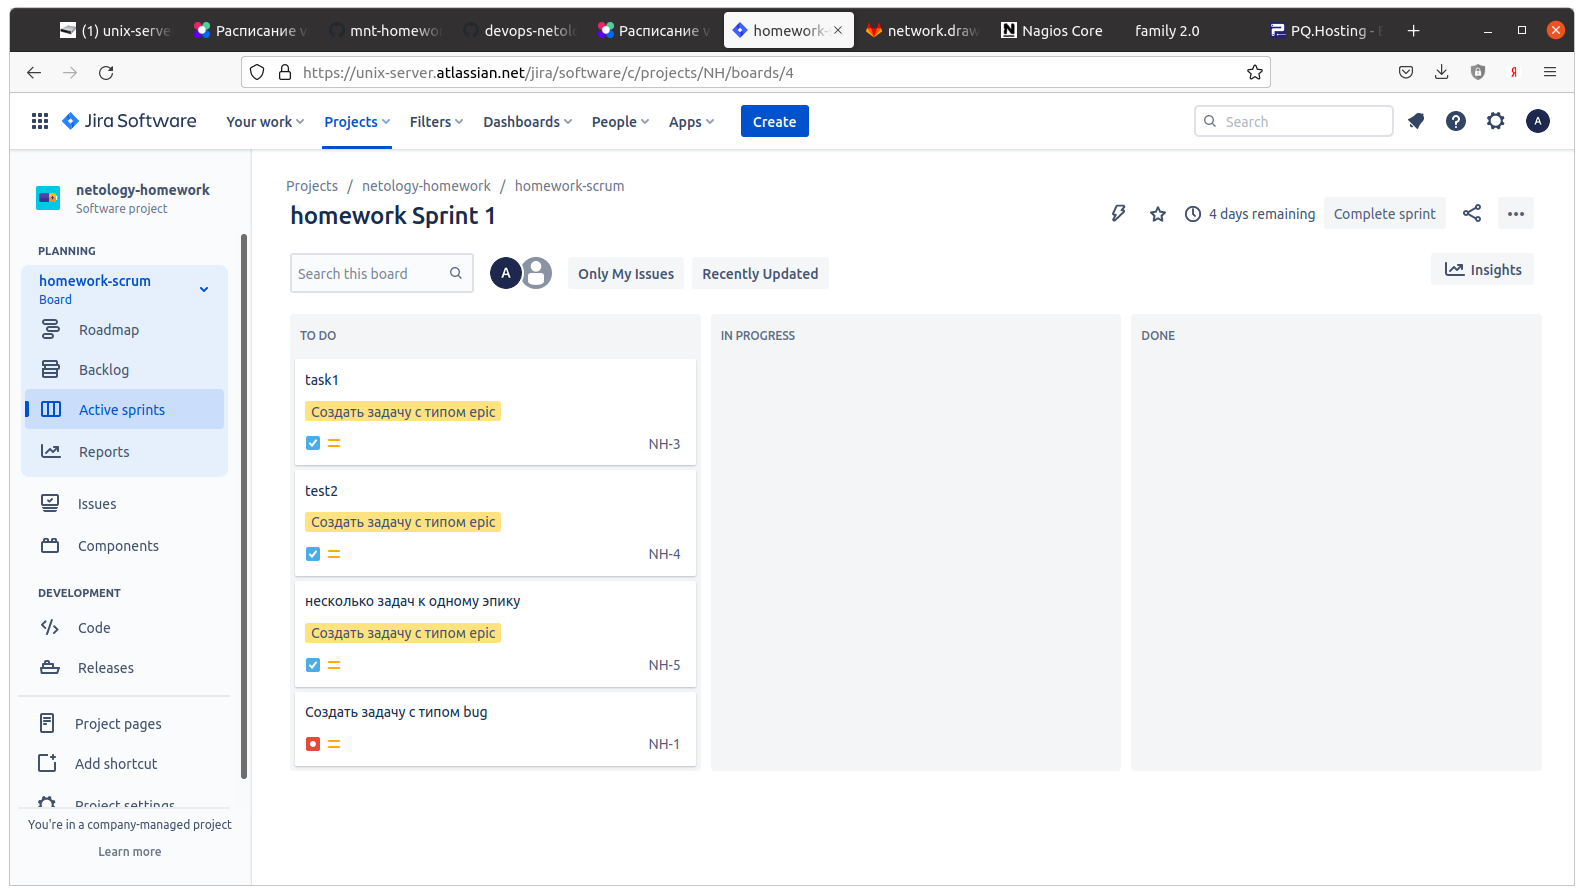 (1) unix-serve
Расписание
mnt-homewor
devops-netolo
Расписание
homework-
network.draw
Nagios Core
family 2.0
PQ.Hosting -
https://unix-server.atlassian.net/jira/software/c/projects/NH/boards/4
Jira Software
Your work
Projects
Filters
Dashboards
People
Apps
Create
Search
A
netology-homework
Software project
PLANNING
homework-scrum
Board
Roadmap
Backlog
Active sprints
Reports
Issues
Components
DEVELOPMENT
Code
Releases
Project pages
Add shortcut
Project settings
You're in a company-managed project
Learn more
Projects / netology-homework / homework-scrum
homework Sprint 1
4 days remaining
Complete sprint
Search this board
A
Only My Issues
Recently Updated
Insights
TO DO
task1
Создать задачу с типом epic
NH-3
test2
Создать задачу с типом epic
NH-4
несколько задач к одному эпику
Создать задачу с типом epic
NH-5
Создать задачу с типом bug
NH-1
IN PROGRESS
DONE